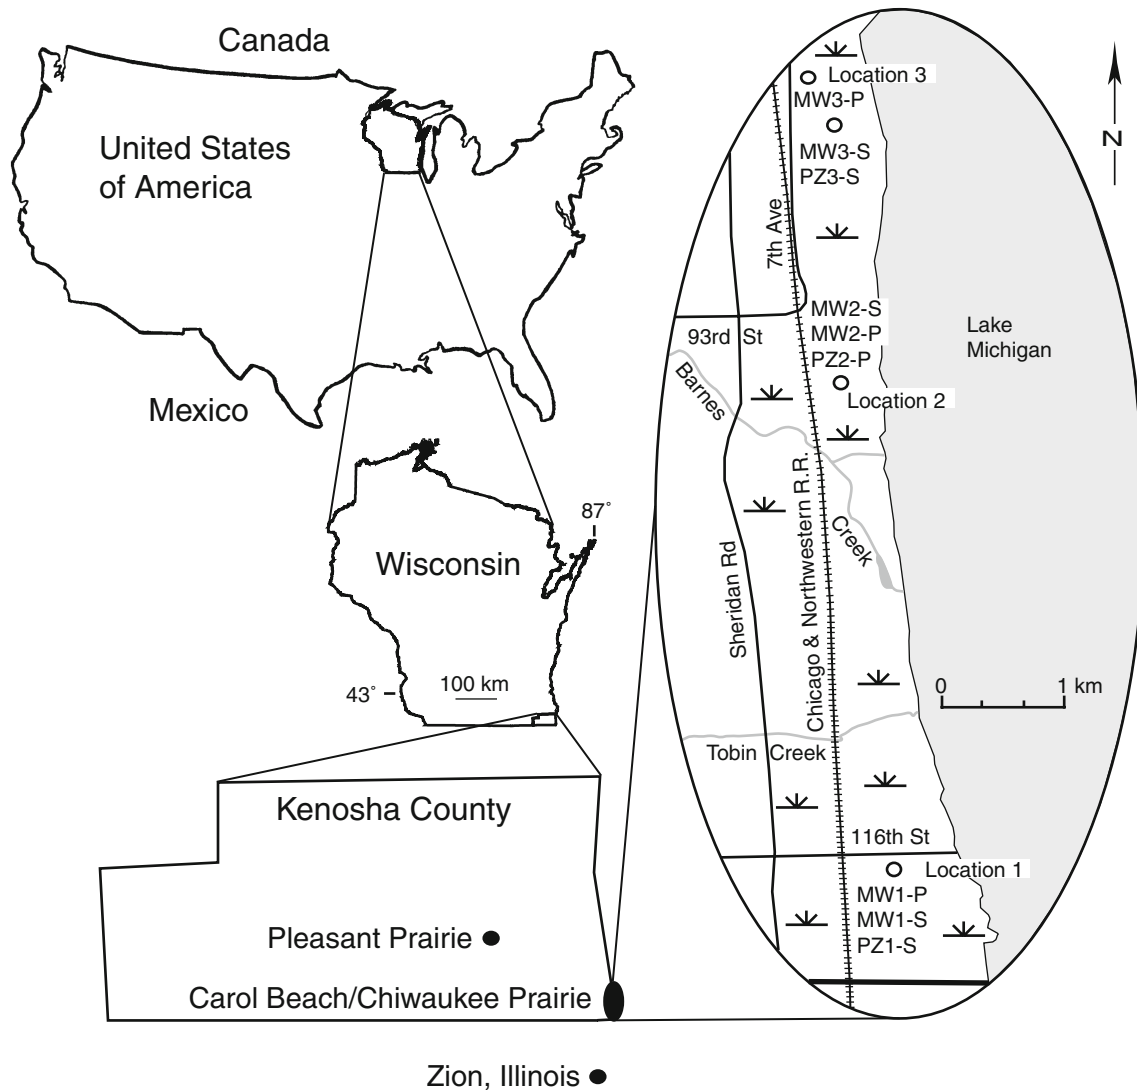 Canada
United States
of America
Mexico
Wisconsin
87°
43°
100 km
Kenosha County
Pleasant Prairie
Carol Beach/Chiwaukee Prairie
Zion, Illinois
Location 3
MW3-P
MW3-S
PZ3-S
7th Ave
N
MW2-S
MW2-P
PZ2-P
Location 2
93rd St
Barnes
Creek
Lake
Michigan
Chicago & Northwestern R.R.
Sheridan Rd
0
1 km
Tobin Creek
116th St
Location 1
MW1-P
MW1-S
PZ1-S